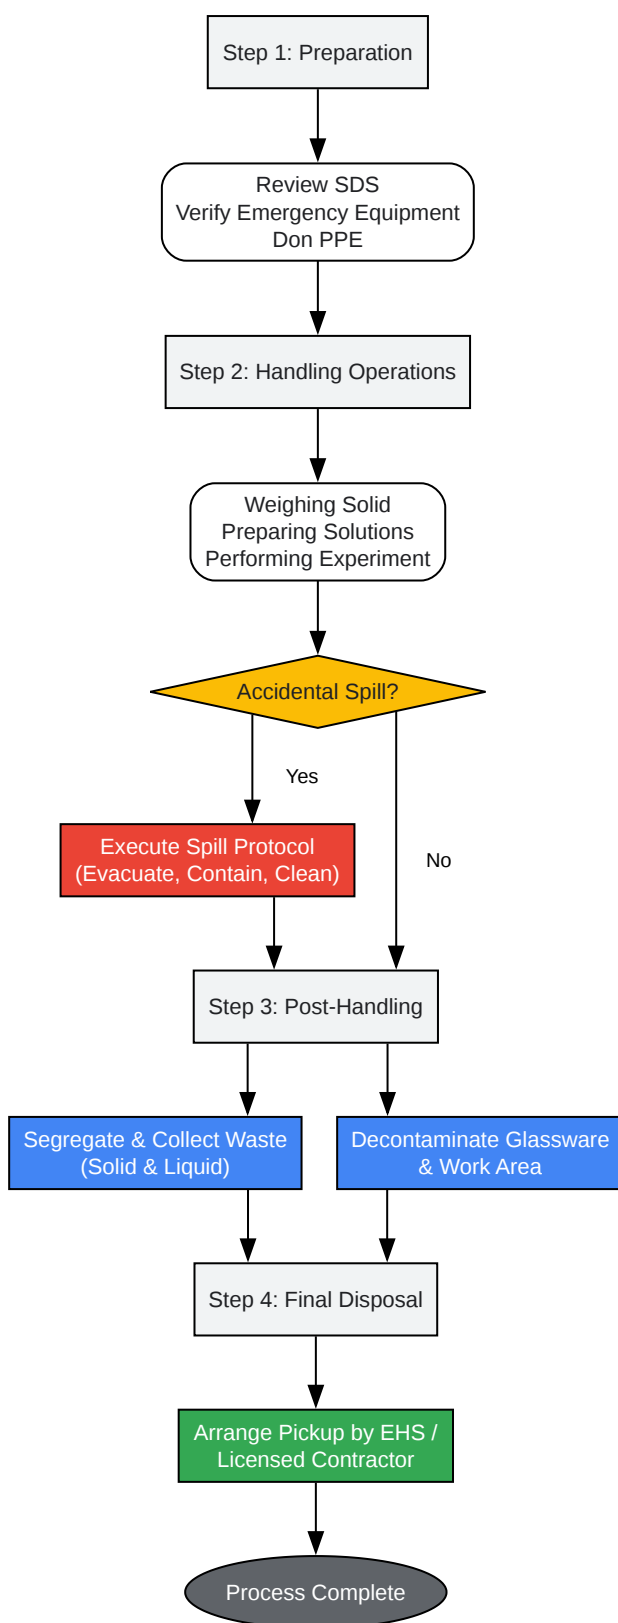 Step 1: Preparation
Review SDS
Verify Emergency Equipment
Don PPE
Step 2: Handling Operations
Weighing Solid
Preparing Solutions
Performing Experiment
Accidental Spill?
Yes
Execute Spill Protocol
(Evacuate, Contain, Clean)
No
Step 3: Post-Handling
Segregate & Collect Waste
(Solid & Liquid)
Decontaminate Glassware
& Work Area
Step 4: Final Disposal
Arrange Pickup by EHS /
Licensed Contractor
Process Complete